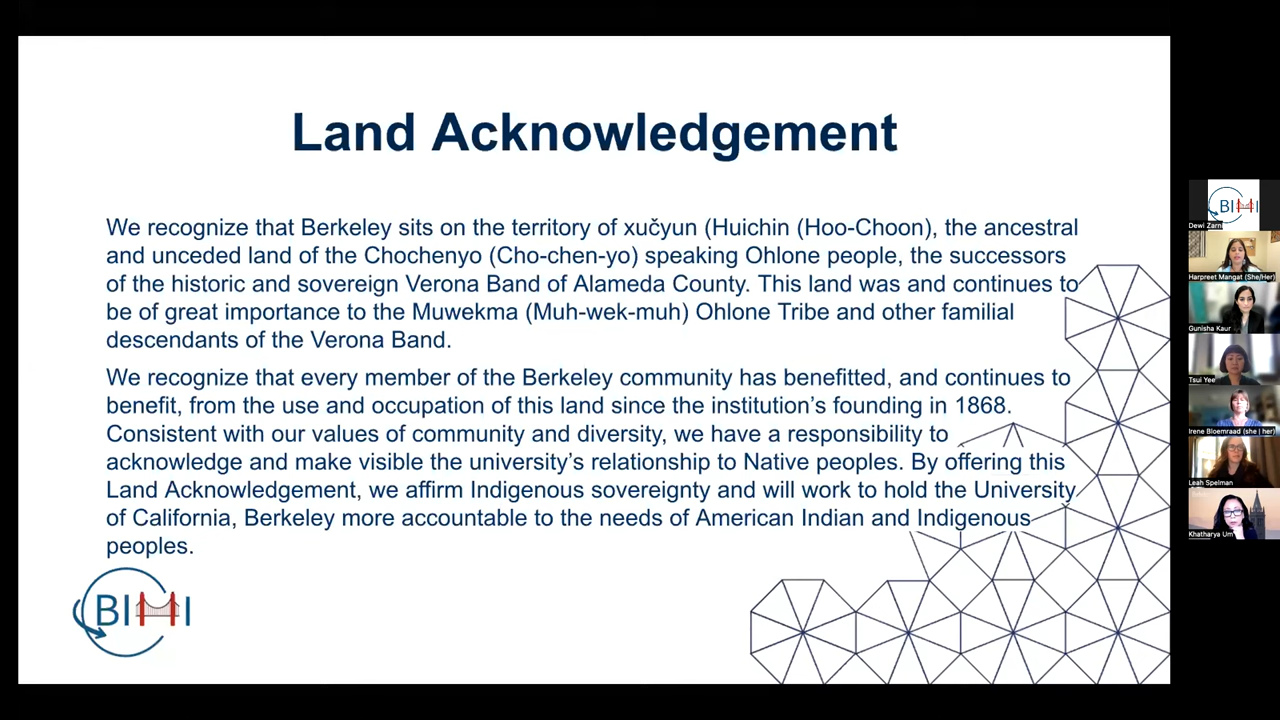 Land Acknowledgement
We recognize that Berkeley sits on the territory of xučyun (Huichin (Hoo-Choon), the ancestral
and unceded land of the Chochenyo (Cho-chen-yo) speaking Ohlone people, the successors
of the historic and sovereign Verona Band of Alameda County. This land was and continues to
be of great importance to the Muwekma (Muh-wek-muh) Ohlone Tribe and other familial
descendants of the Verona Band.
We recognize that every member of the Berkeley community has benefitted, and continues to
benefit, from the use and occupation of this land since the institution's founding in 1868.
Consistent with our values of community and diversity, we have a responsibility to
acknowledge and make visible the university's relationship to Native peoples. By offering this
Land Acknowledgement, we affirm Indigenous sovereignty and will work to hold the University
of California, Berkeley more accountable to the needs of American Indian and Indigenous
peoples.
BIMI
BIMI
Dewi Zarni
Harpreet Mangat (She/Her)
Gunisha Kaur
Tsui Yee
Irene Bloemraad (she | her)
Leah Spelman
Khatharya Um